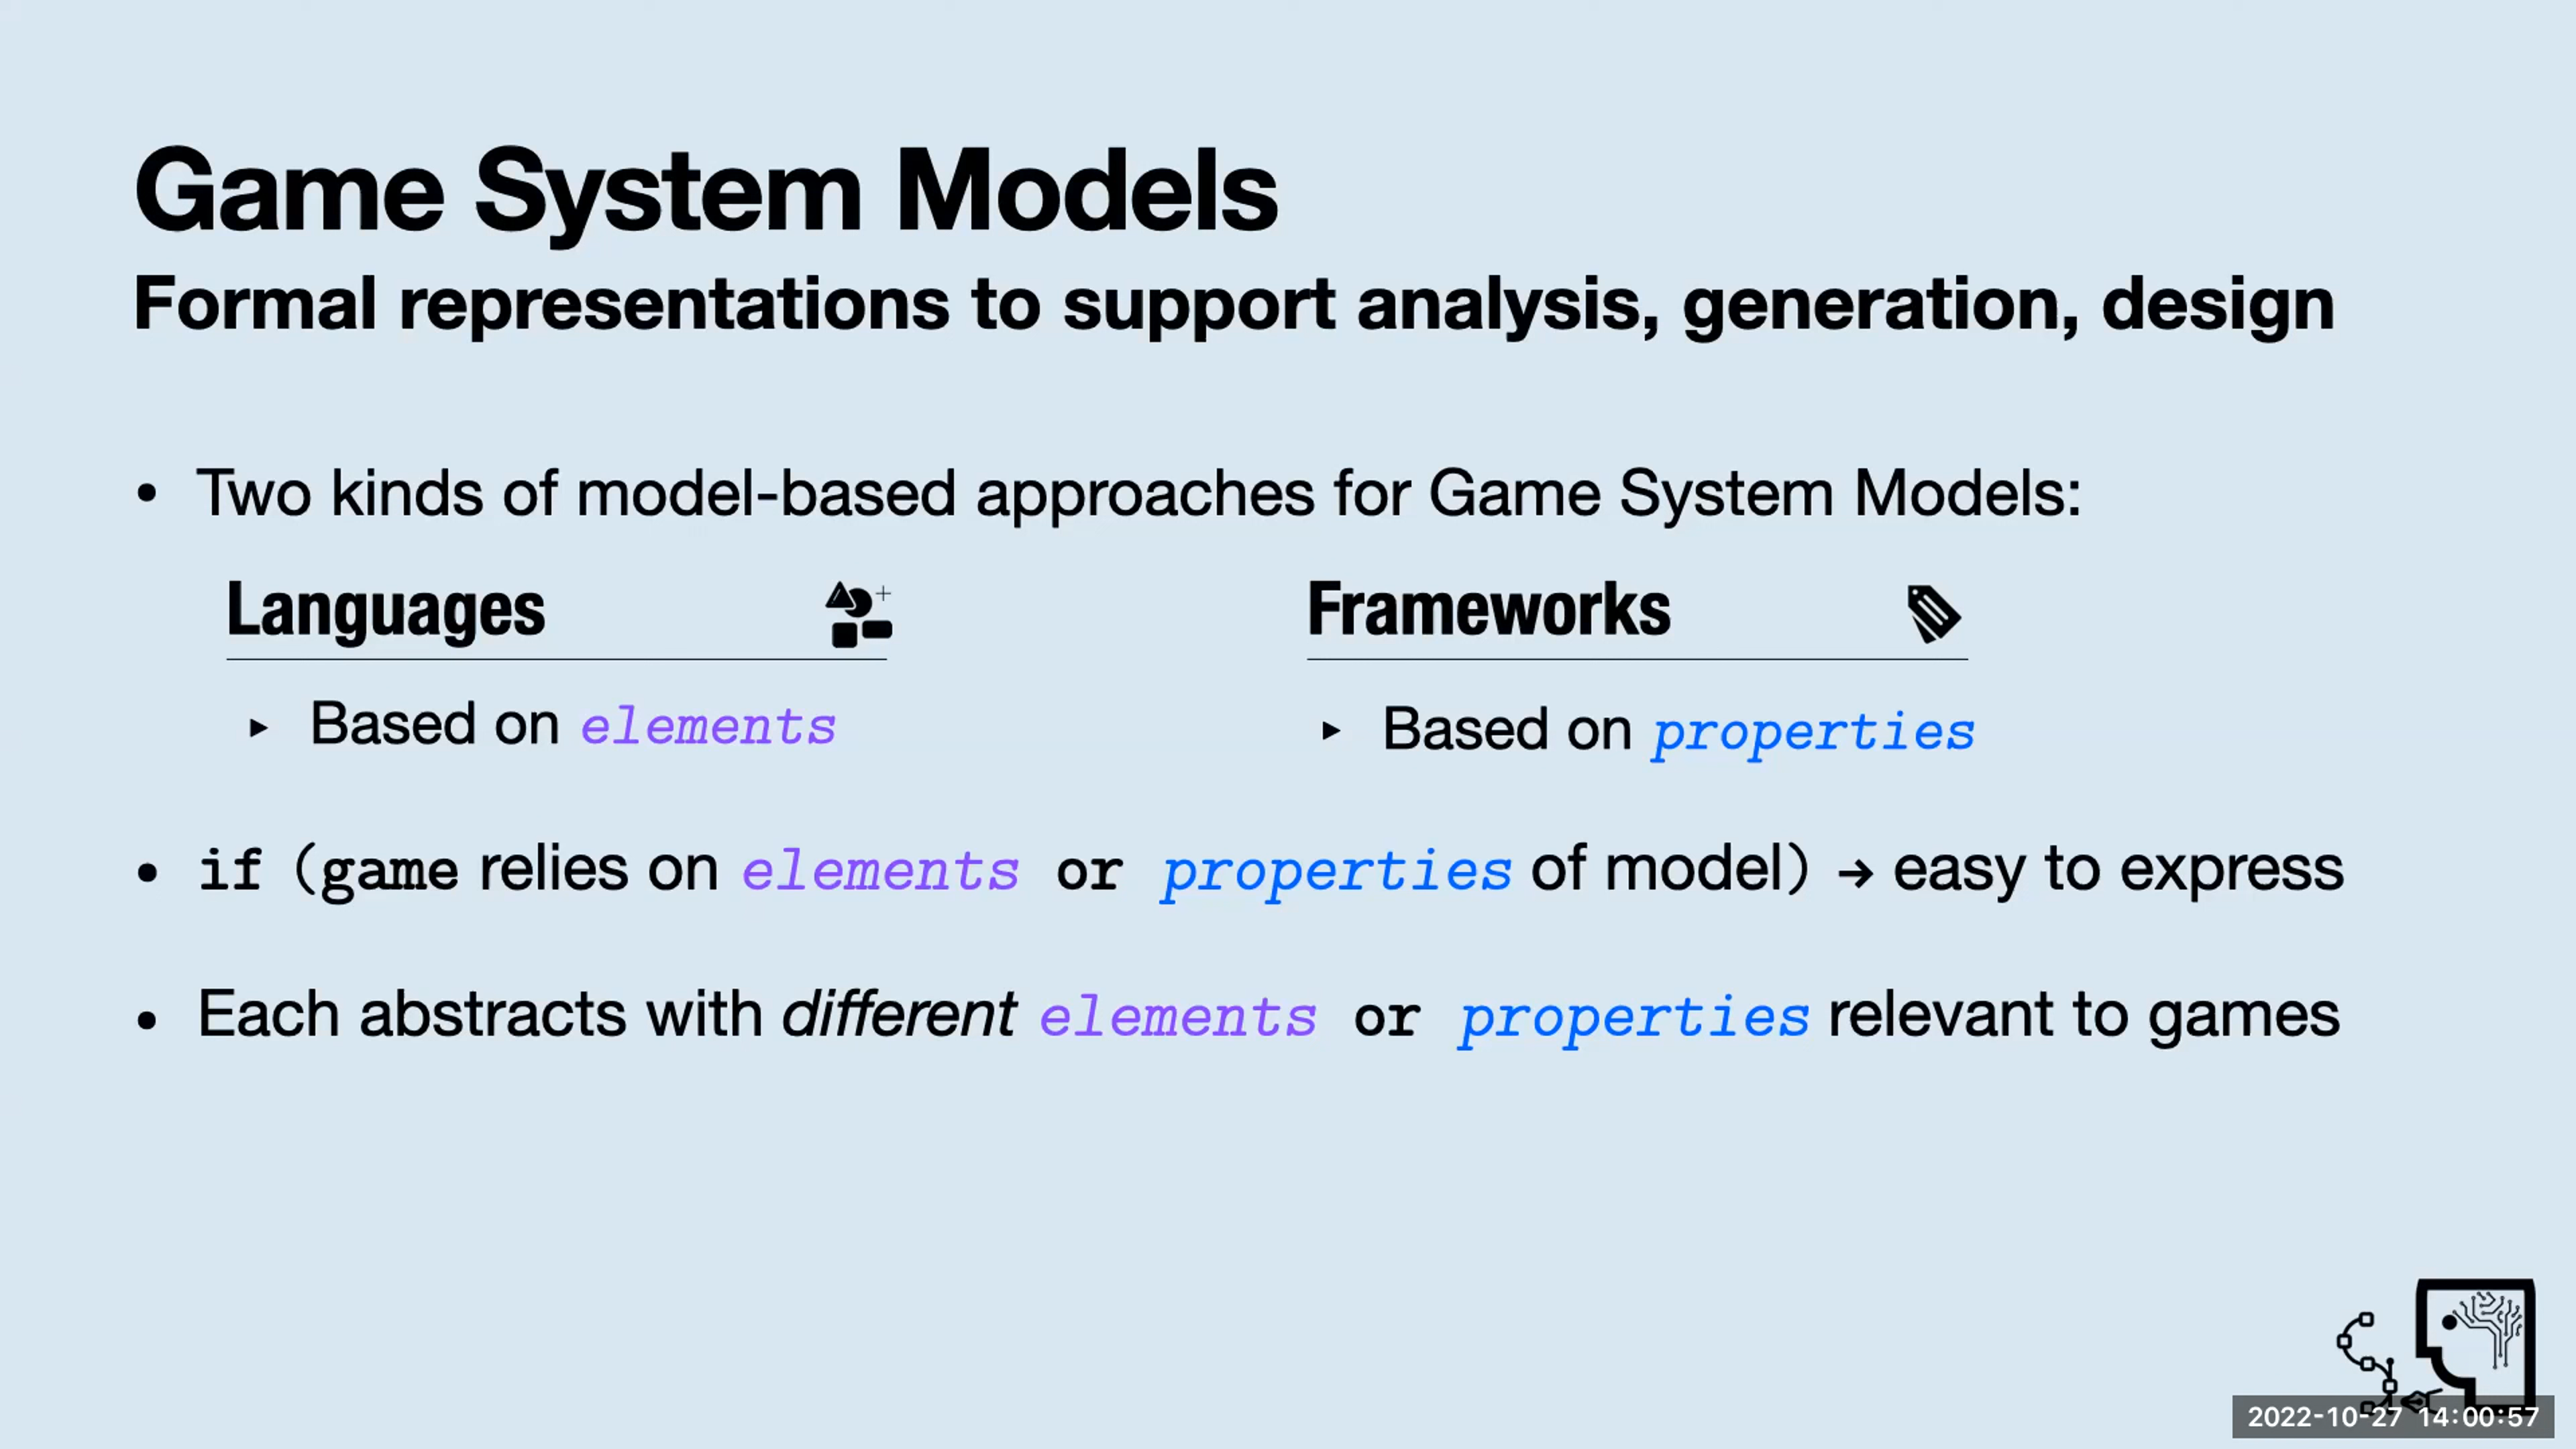 Game System Models
Formal representations to support analysis, generation, design
• Two kinds of model-based approaches for Game System Models:
Languages
Frameworks
▸ Based on elements
▸ Based on properties
• if (game relies on elements or properties of model) → easy to express
• Each abstracts with different elements or properties relevant to games
2022-10-27 14:00:57